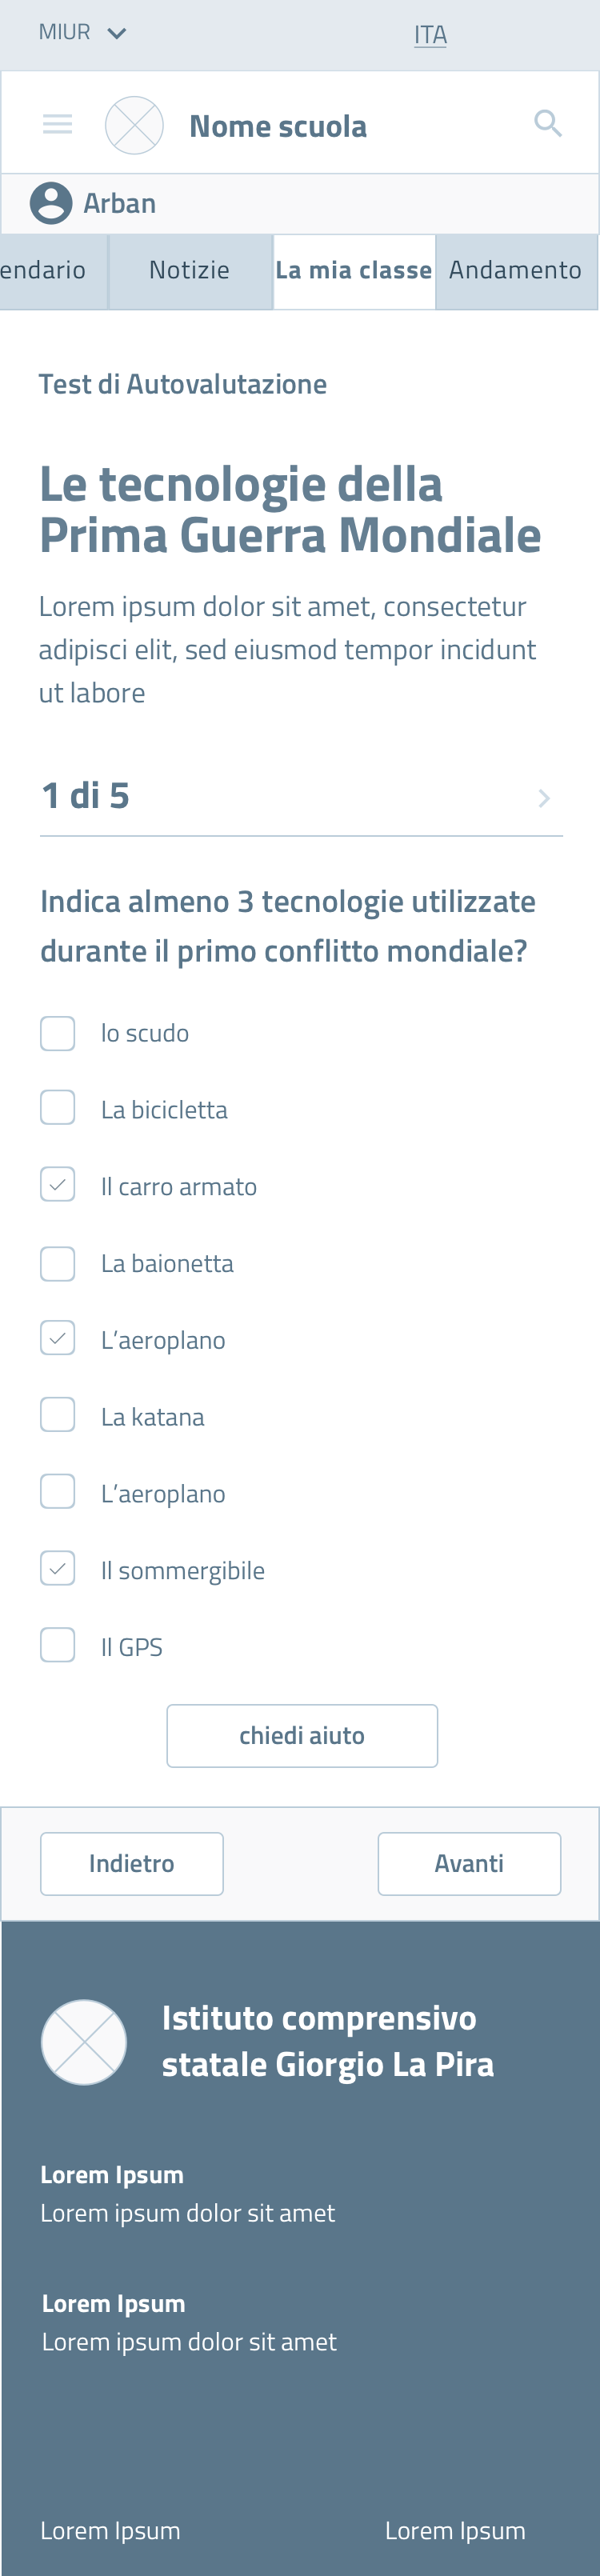 MIUR
ITA
Nome scuola
Arban
endario
Notizie
La mia classe
Andamento
Test di Autovalutazione
Le tecnologie della
Prima Guerra Mondiale
Lorem ipsum dolor sit amet, consectetur
adipisci elit, sed eiusmod tempor incidunt
ut labore
1 di 5
Indica almeno 3 tecnologie utilizzate
durante il primo conflitto mondiale?
lo scudo
La bicicletta
Il carro armato
La baionetta
L’aeroplano
La katana
L’aeroplano
Il sommergibile
Il GPS
chiedi aiuto
Indietro
Avanti
Istituto comprensivo
statale Giorgio La Pira
Lorem Ipsum
Lorem ipsum dolor sit amet
Lorem Ipsum
Lorem ipsum dolor sit amet
Lorem Ipsum
Lorem Ipsum